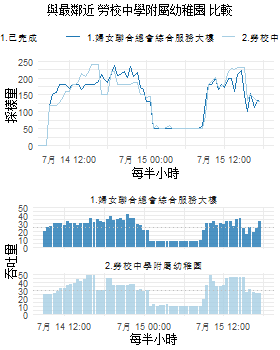 與最鄰近 勞校中學附屬幼稚園 比較
1.已完成 1.婦女聯合總會綜合服務大樓 2.勞校中
250
200
150
100
50
0
採樣量
7月 14 12:00 7月 15 00:00 7月 15 12:00
每半小時
1.婦女聯合總會綜合服務大樓
50
40
30
20
10
0
2.勞校中學附屬幼稚園
50
40
30
20
10
0
吞吐量
7月 14 12:00 7月 15 00:00 7月 15 12:00
每半小時